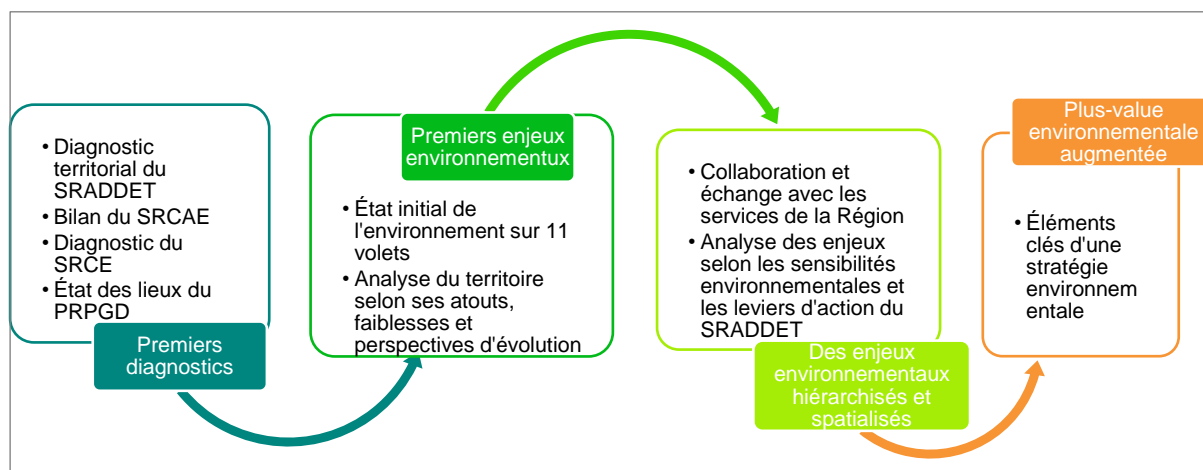 • Diagnostic
territorial du
SRADDET
• Bilan du SRCAE
• Diagnostic du
SRCE
• État des lieux du
PRPGD
Premiers
diagnostics
Premiers enjeux
environnementux
• État initial de
l'environnement sur 11
volets
• Analyse du territoire
selon ses atouts,
faiblesses et
perspectives d'évolution
• Collaboration et
échange avec les
services de la Région
• Analyse des enjeux
selon les sensibilités
environnementales et
les leviers d'action du
SRADDET
Des enjeux
environnementaux
hiérarchisés et
spatialisés
Plus-value
environnementale
augmentée
• Éléments
clés d'une
stratégie
environnem
entale